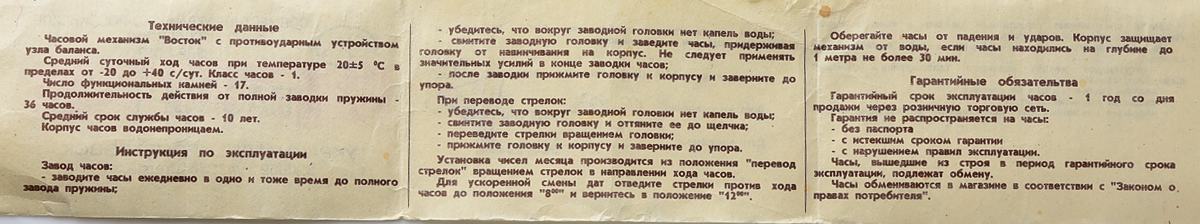 Технические данные
Часовой механизм "Восток" с противоударным устройством
узла баланса.
Средний суточный ход часов при температуре 20±5 °С в
пределах от -20 до +40 с/сут. Класс часов - 1.
Число функциональных камней - 17.
Продолжительность действия от полной заводки пружины -
36 часов.
Средний срок службы часов - 10 лет.
Корпус часов водонепроницаем.
Инструкция по эксплуатации
Завод часов:
- заводите часы ежедневно в одно и тоже время до полного
завода пружины;
- убедитесь, что вокруг заводной головки нет капель воды;
- свинтите заводную головку и заведите часы, придерживая
головку от навинчивания на корпус. Не следует применять
значительных усилий в конце заводки часов;
- после заводки прижмите головку к корпусу и заверните до
упора.
При переводе стрелок:
- убедитесь, что вокруг заводной головки нет капель воды;
- свинтите заводную головку и оттяните ее до щелчка;
- переведите стрелки вращением головки;
- прижмите головку к корпусу и заверните до упора.
Установка чисел месяца производится из положения "перевод
стрелок" вращением стрелок в направлении хода часов.
Для ускоренной смены дат отведите стрелки против хода
часов до положения "8⁰⁰" и вернитесь в положение "12⁰⁰".
Оберегайте часы от падения и ударов. Корпус защищает
механизм от воды, если часы находились на глубине до
1 метра не более 30 мин.
Гарантийные обязательства
Гарантийный срок эксплуатации часов - 1 год со дня
продажи через розничную торговую сеть.
Гарантия не распространяется на часы:
- без паспорта
- с истекшим сроком гарантии
- с нарушением правил эксплуатации.
Часы, вышедшие из строя в период гарантийного срока
эксплуатации, подлежат обмену.
Часы обмениваются в магазине в соответствии с "Законом о
правах потребителя".